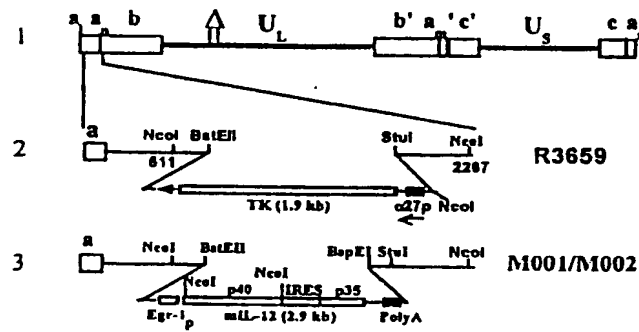 a a b U_L b' a ' c' U_S c a
1
a NcoI BstEII StuI NcoI
2 611 2267 R3659
TK (1.9 kb) α27p NcoI
a NcoI BstEII BspEI StuI NcoI
3 M001/M002
NcoI p40 NcoI IRES p35
Egr-1p mIL-12 (2.9 kb) PolyA